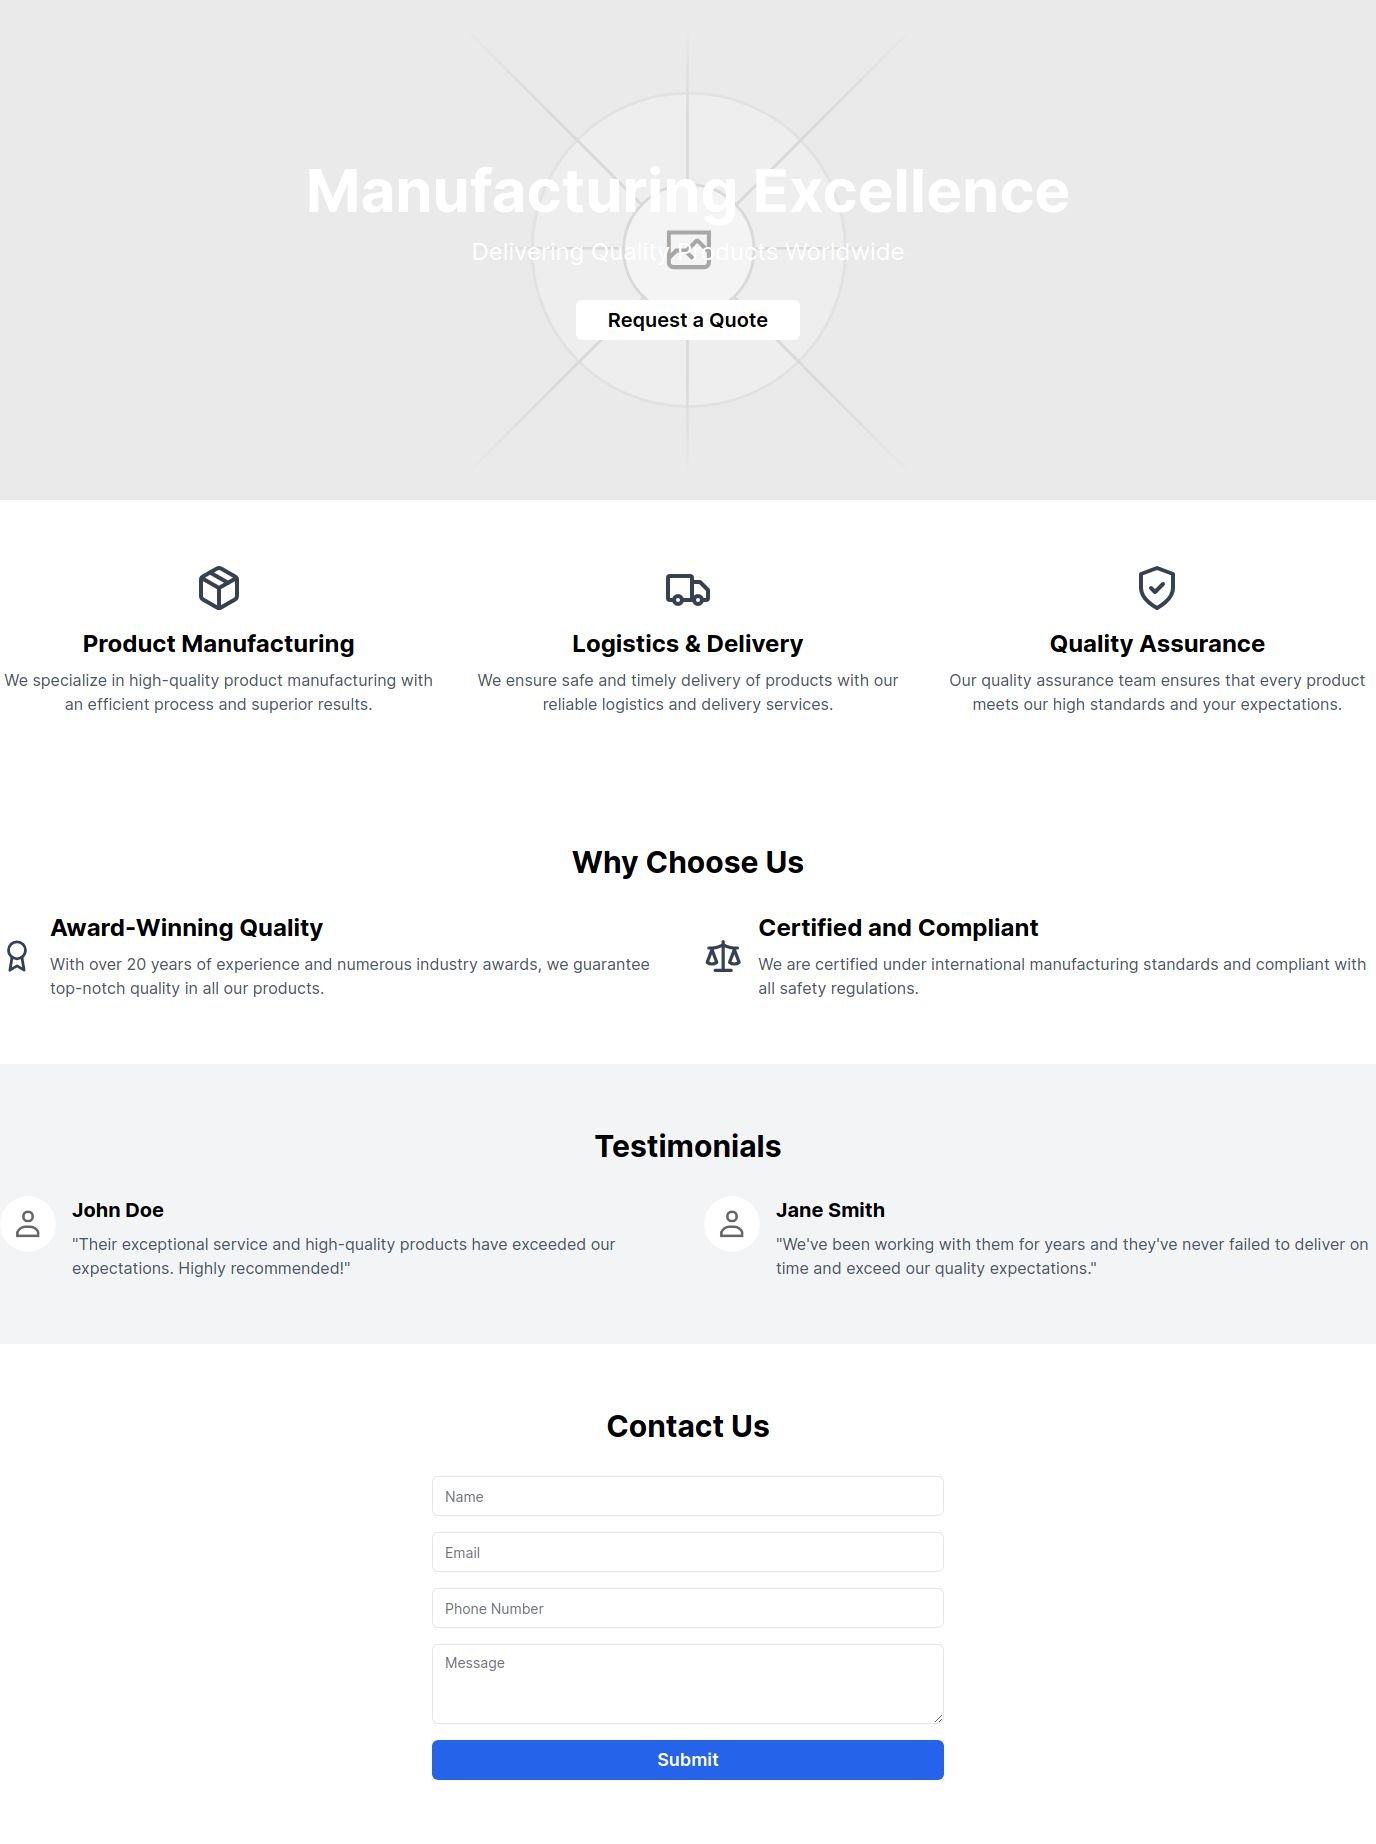 Manufacturing Excellence
Delivering Quality Products Worldwide
Request a Quote
Product Manufacturing
We specialize in high-quality product manufacturing with
an efficient process and superior results.
Logistics & Delivery
We ensure safe and timely delivery of products with our
reliable logistics and delivery services.
Quality Assurance
Our quality assurance team ensures that every product
meets our high standards and your expectations.
Why Choose Us
Award-Winning Quality
With over 20 years of experience and numerous industry awards, we guarantee
top-notch quality in all our products.
Certified and Compliant
We are certified under international manufacturing standards and compliant with
all safety regulations.
Testimonials
John Doe
"Their exceptional service and high-quality products have exceeded our
expectations. Highly recommended!"
Jane Smith
"We've been working with them for years and they've never failed to deliver on
time and exceed our quality expectations."
Contact Us
Name
Email
Phone Number
Message
Submit